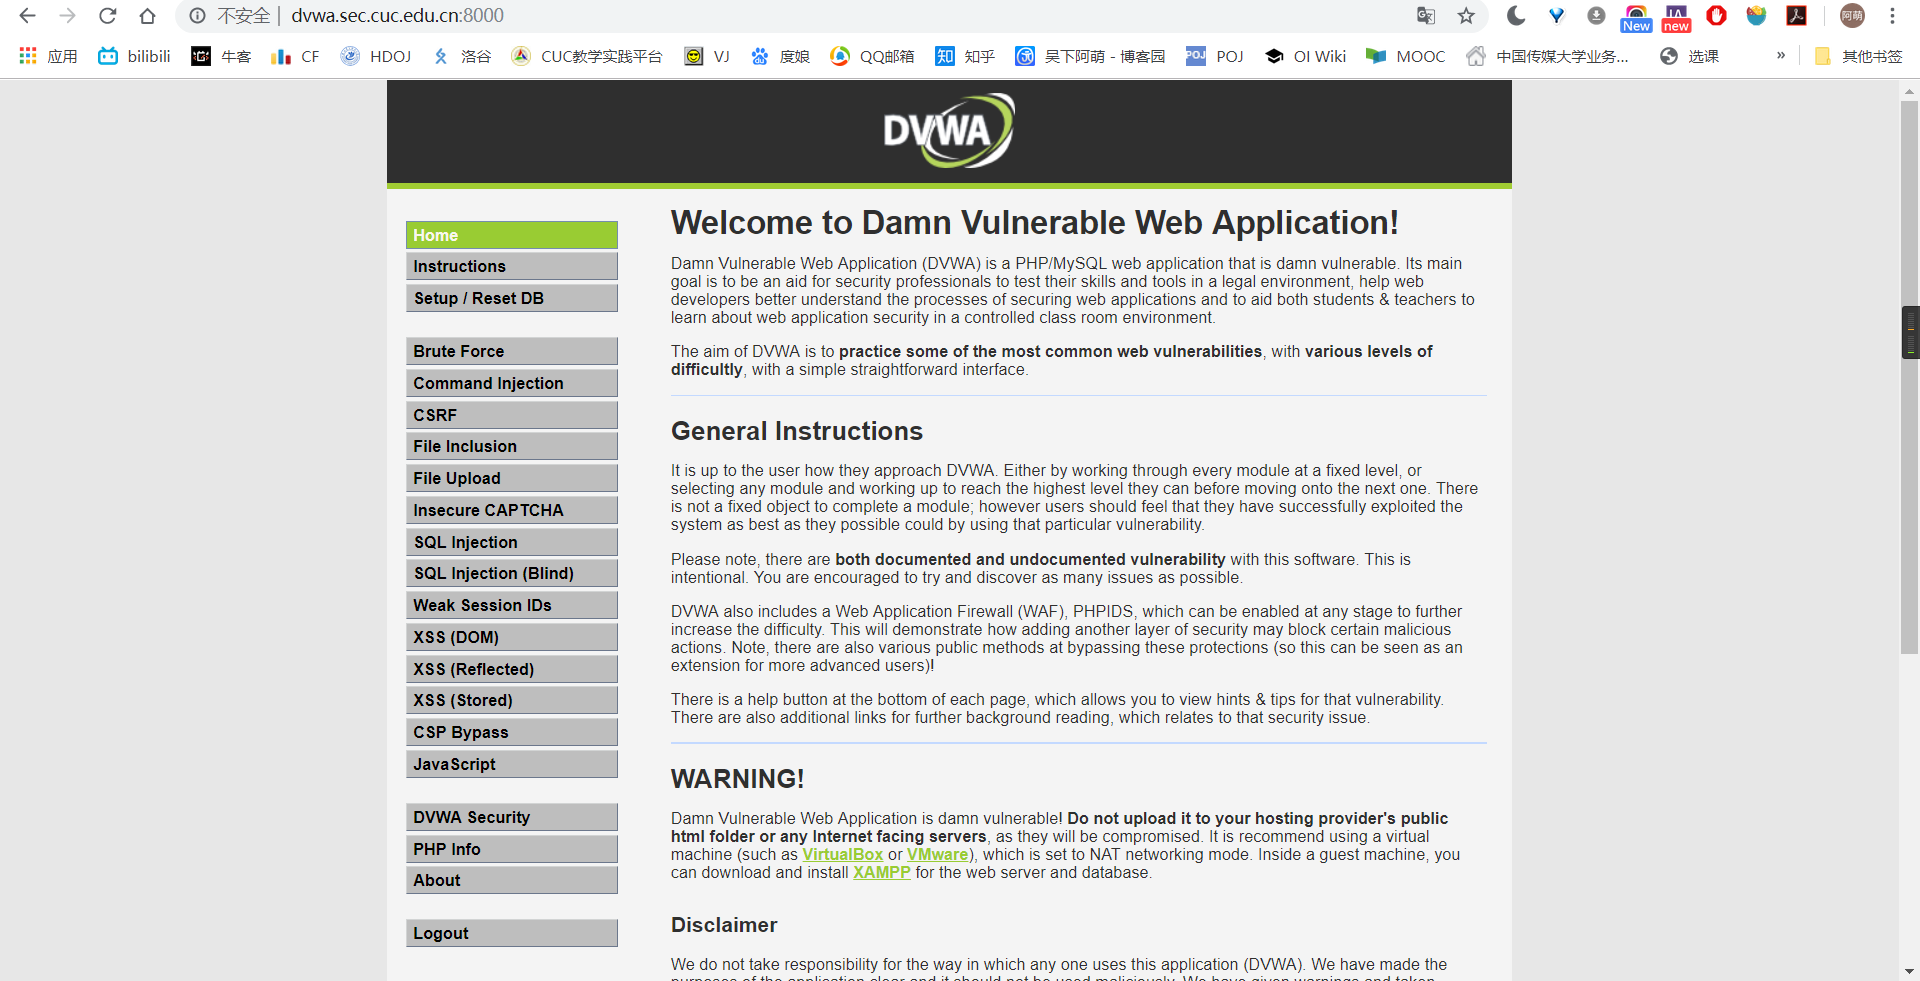 不安全 | dvwa.sec.cuc.edu.cn:8000
New new 阿萌
应用 bilibili 牛客 CF HDOJ 洛谷 CUC教学实践平台 VJ 度娘 QQ邮箱 知 知乎 吴下阿萌 - 博客园 POJ POJ OI Wiki MOOC 中国传媒大学业务... 选课 » 其他书签
DVWA
Home
Instructions
Setup / Reset DB
Brute Force
Command Injection
CSRF
File Inclusion
File Upload
Insecure CAPTCHA
SQL Injection
SQL Injection (Blind)
Weak Session IDs
XSS (DOM)
XSS (Reflected)
XSS (Stored)
CSP Bypass
JavaScript
DVWA Security
PHP Info
About
Logout
Welcome to Damn Vulnerable Web Application!
Damn Vulnerable Web Application (DVWA) is a PHP/MySQL web application that is damn vulnerable. Its main
goal is to be an aid for security professionals to test their skills and tools in a legal environment, help web
developers better understand the processes of securing web applications and to aid both students & teachers to
learn about web application security in a controlled class room environment.
The aim of DVWA is to practice some of the most common web vulnerabilities, with various levels of
difficultly, with a simple straightforward interface.
General Instructions
It is up to the user how they approach DVWA. Either by working through every module at a fixed level, or
selecting any module and working up to reach the highest level they can before moving onto the next one. There
is not a fixed object to complete a module; however users should feel that they have successfully exploited the
system as best as they possible could by using that particular vulnerability.
Please note, there are both documented and undocumented vulnerability with this software. This is
intentional. You are encouraged to try and discover as many issues as possible.
DVWA also includes a Web Application Firewall (WAF), PHPIDS, which can be enabled at any stage to further
increase the difficulty. This will demonstrate how adding another layer of security may block certain malicious
actions. Note, there are also various public methods at bypassing these protections (so this can be seen as an
extension for more advanced users)!
There is a help button at the bottom of each page, which allows you to view hints & tips for that vulnerability.
There are also additional links for further background reading, which relates to that security issue.
WARNING!
Damn Vulnerable Web Application is damn vulnerable! Do not upload it to your hosting provider's public
html folder or any Internet facing servers, as they will be compromised. It is recommend using a virtual
machine (such as VirtualBox or VMware), which is set to NAT networking mode. Inside a guest machine, you
can download and install XAMPP for the web server and database.
Disclaimer
We do not take responsibility for the way in which any one uses this application (DVWA). We have made the
purposes of the application clear and it should not be used maliciously. We have given warnings and taken